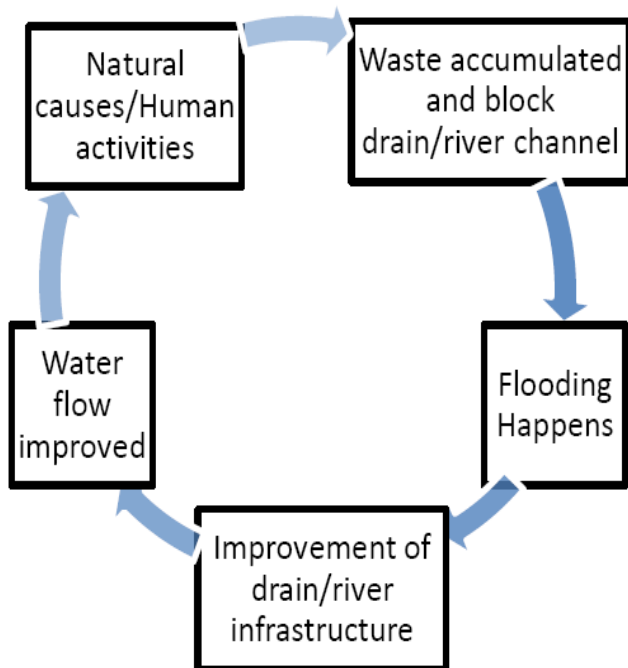 Natural
causes/Human
activities
Waste accumulated
and block
drain/river channel
Flooding
Happens
Improvement of
drain/river
infrastructure
Water
flow
improved